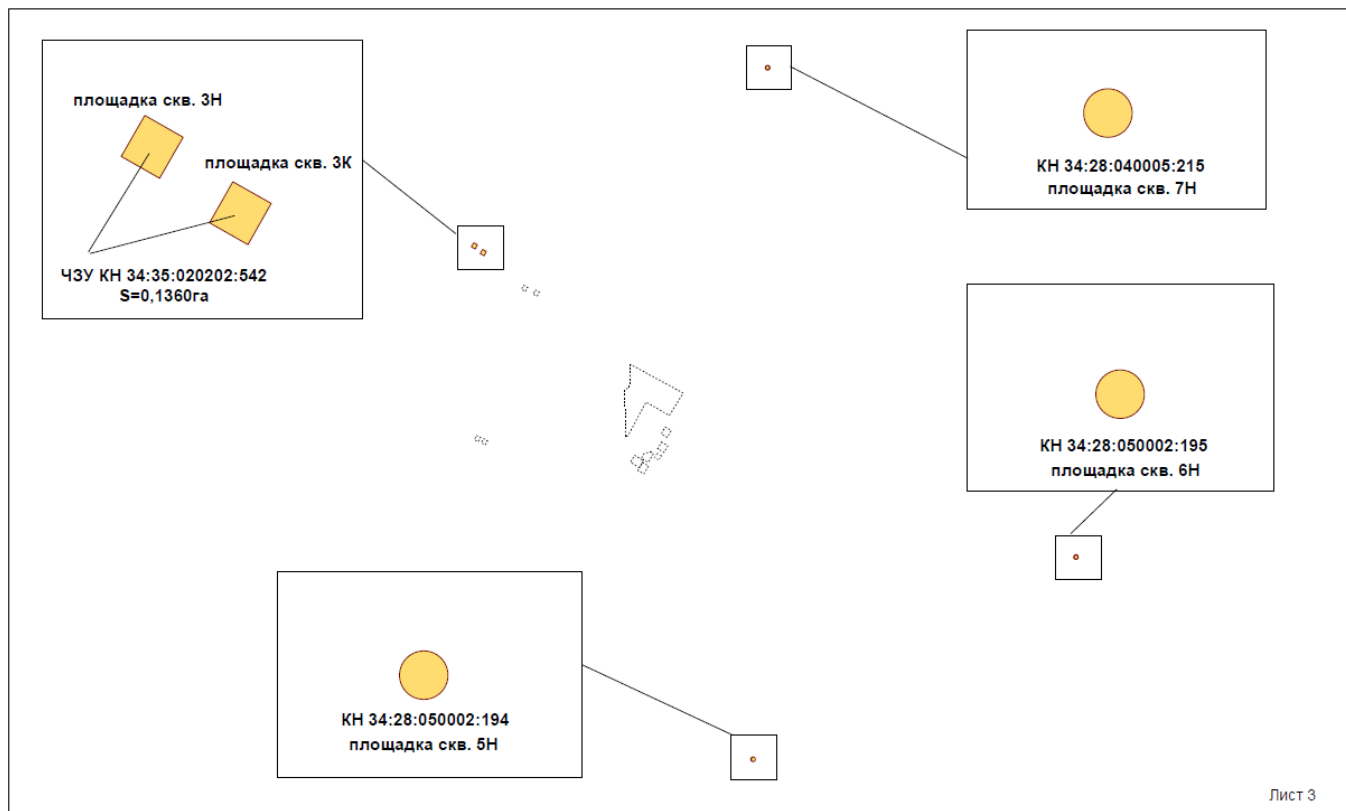 площадка скв. 3Н
площадка скв. 3К
ЧЗУ КН 34:35:020202:542
S=0,1360га
КН 34:28:040005:215
площадка скв. 7Н
КН 34:28:050002:195
площадка скв. 6Н
КН 34:28:050002:194
площадка скв. 5Н
Лист 3